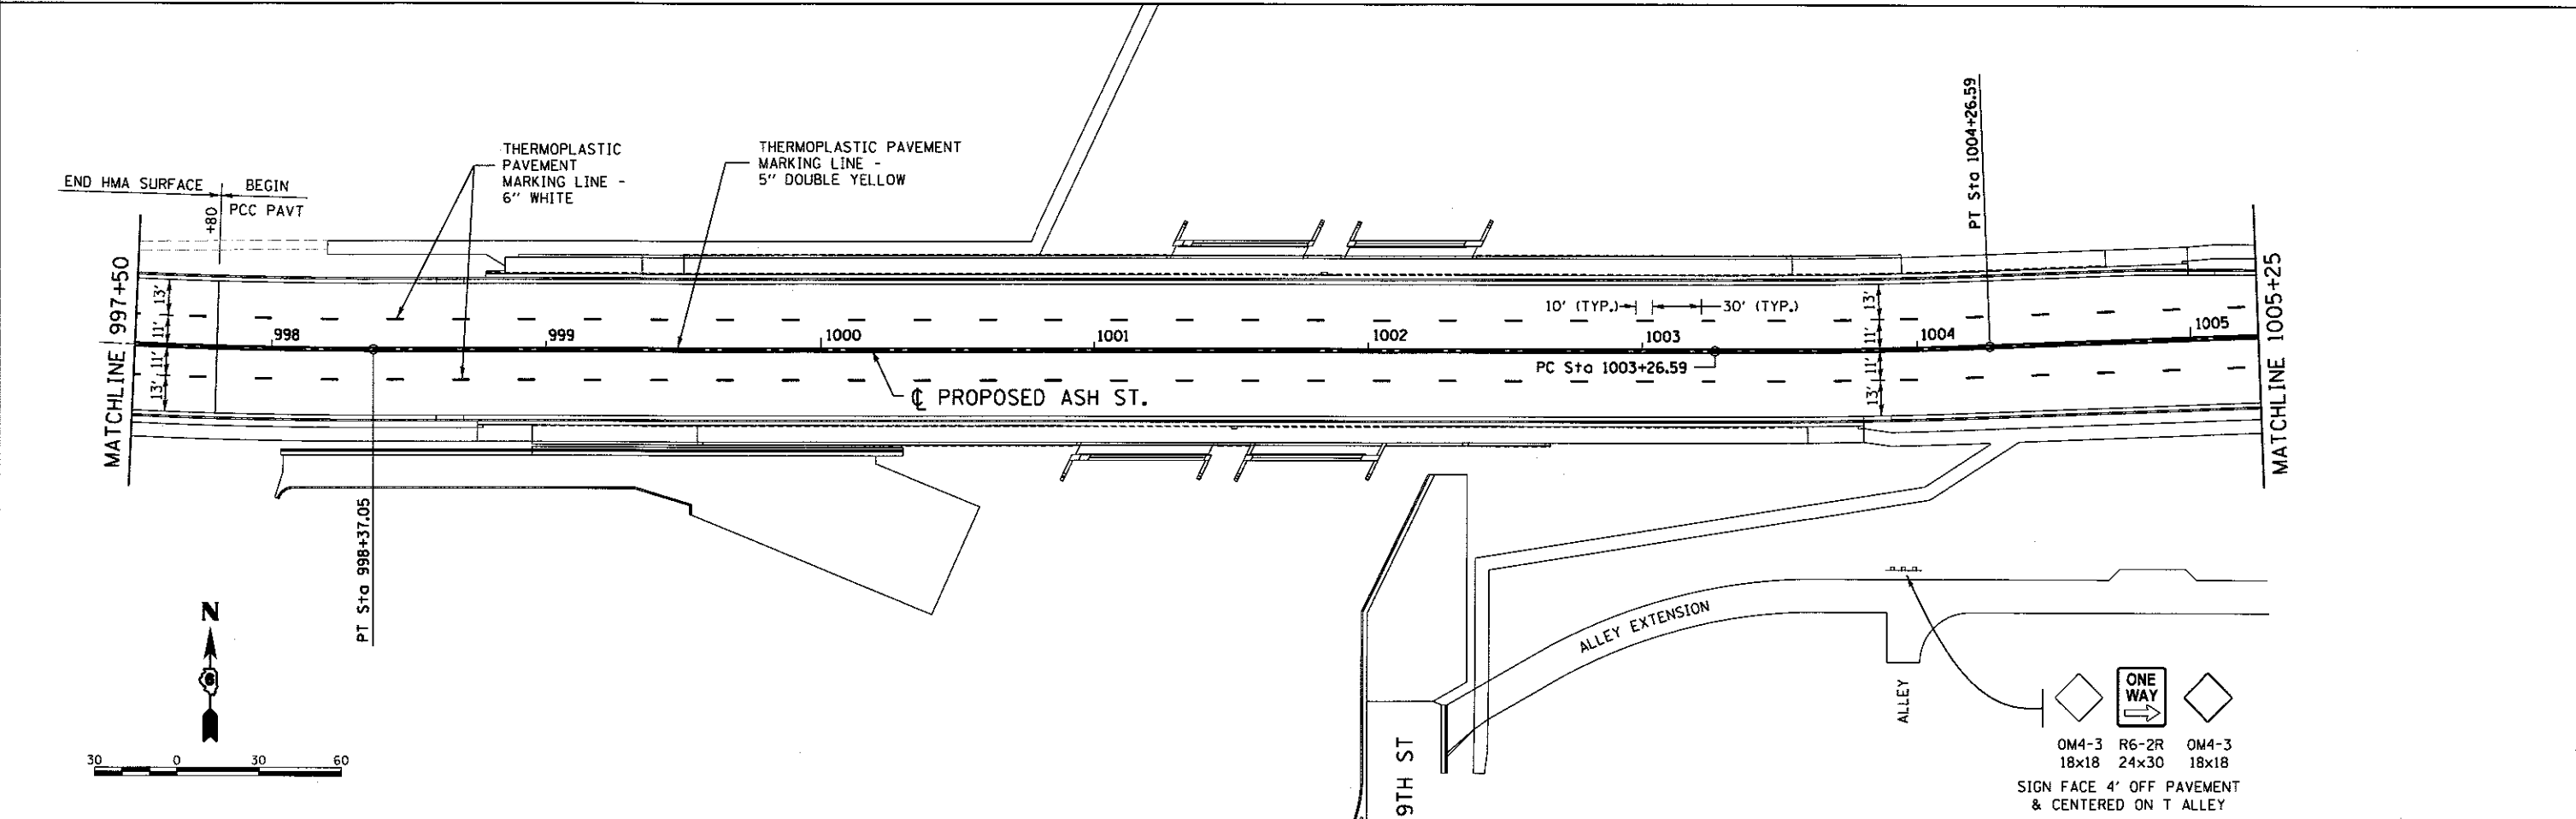 THERMOPLASTIC
PAVEMENT
MARKING LINE -
6" WHITE
THERMOPLASTIC PAVEMENT
MARKING LINE -
5" DOUBLE YELLOW
END HMA SURFACE
BEGIN
PCC PAVT
+80
PT Sta 1004+26.59
MATCHLINE 997+50
13'
11'
11'
13'
998
999
1000
1001
1002
1003
1004
1005
10' (TYP.)
30' (TYP.)
13'
11'
11'
13'
PC Sta 1003+26.59
MATCHLINE 1005+25
℄ PROPOSED ASH ST.
PT Sta 998+37.05
N
6
30 0 30 60
ALLEY EXTENSION
9TH ST
ALLEY
ONE
WAY
OM4-3 R6-2R OM4-3
18x18 24x30 18x18
SIGN FACE 4' OFF PAVEMENT
& CENTERED ON T ALLEY